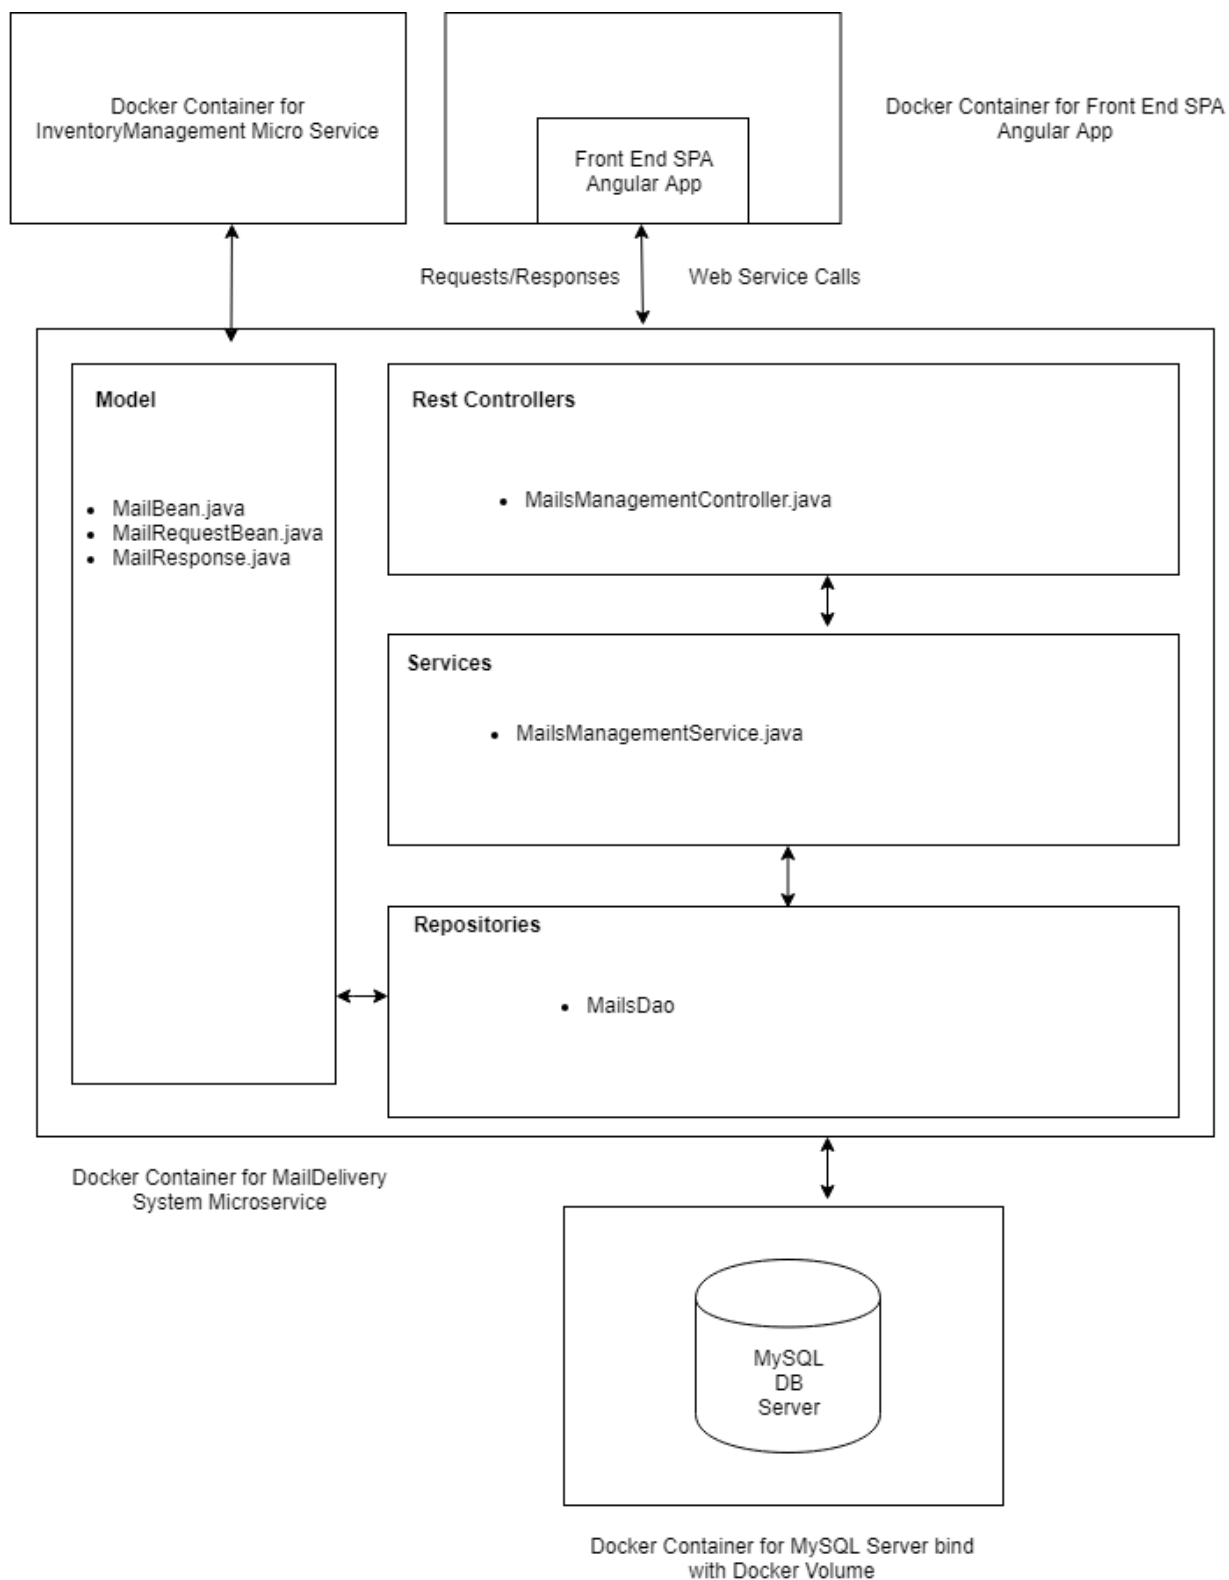 Docker Container for
InventoryManagement Micro Service
Front End SPA
Angular App
Docker Container for Front End SPA
Angular App
Requests/Responses
Web Service Calls
Model
MailBean.java
MailRequestBean.java
MailResponse.java
Rest Controllers
MailsManagementController.java
Services
MailsManagementService.java
Repositories
MailsDao
Docker Container for MailDelivery
System Microservice
MySQL
DB
Server
Docker Container for MySQL Server bind
with Docker Volume